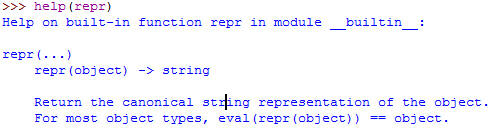 >>> help(repr)
Help on built-in function repr in module __builtin__:
repr(...)
repr(object) -> string
Return the canonical string representation of the object.
For most object types, eval(repr(object)) == object.